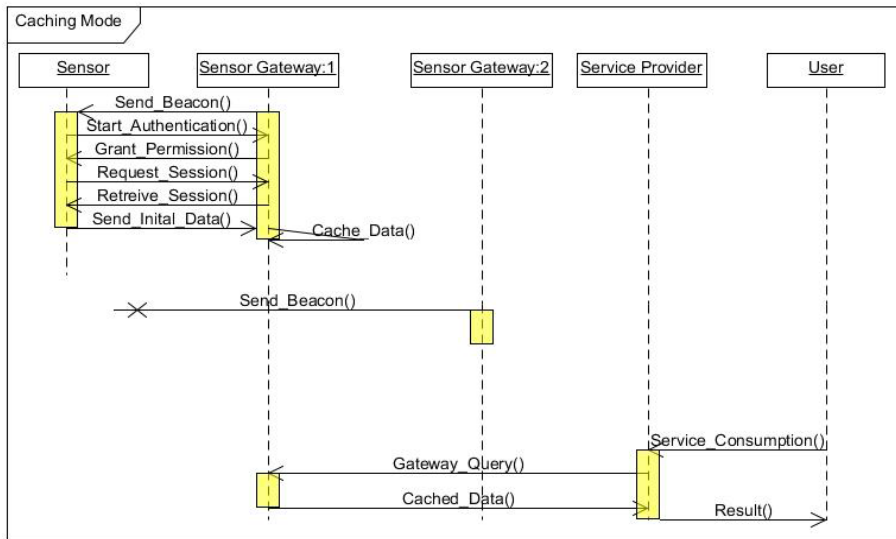 Caching Mode
Sensor
Sensor Gateway:1
Sensor Gateway:2
Service Provider
User
Send_Beacon()
Start_Authentication()
Grant_Permission()
Request_Session()
Retreive_Session()
Send_Inital_Data()
Cache_Data()
Send_Beacon()
Service_Consumption()
Gateway_Query()
Cached_Data()
Result()